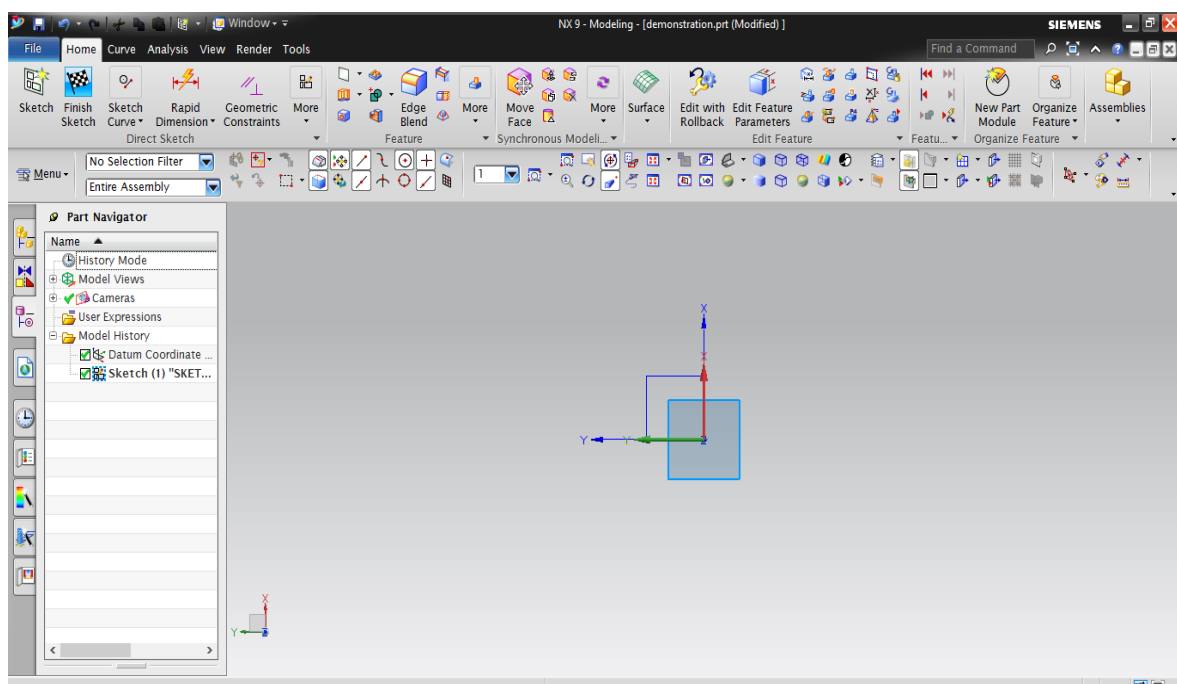 Window NX 9 - Modeling - [demonstration.prt (Modified) ] SIEMENS
File Home Curve Analysis View Render Tools Find a Command
Sketch Finish Sketch Sketch Curve Rapid Dimension Geometric Constraints More Edge Blend More Move Face More Surface Edit with Rollback Edit Feature Parameters New Part Module Organize Feature Assemblies
Direct Sketch Feature Synchronous Modeli... Edit Feature Featu... Organize Feature
Menu No Selection Filter 1
Entire Assembly
Part Navigator
Name
History Mode
Model Views
Cameras
User Expressions
Model History
Datum Coordinate ...
Sketch (1) "SKET...
X
X
Y Y Z
X
Y